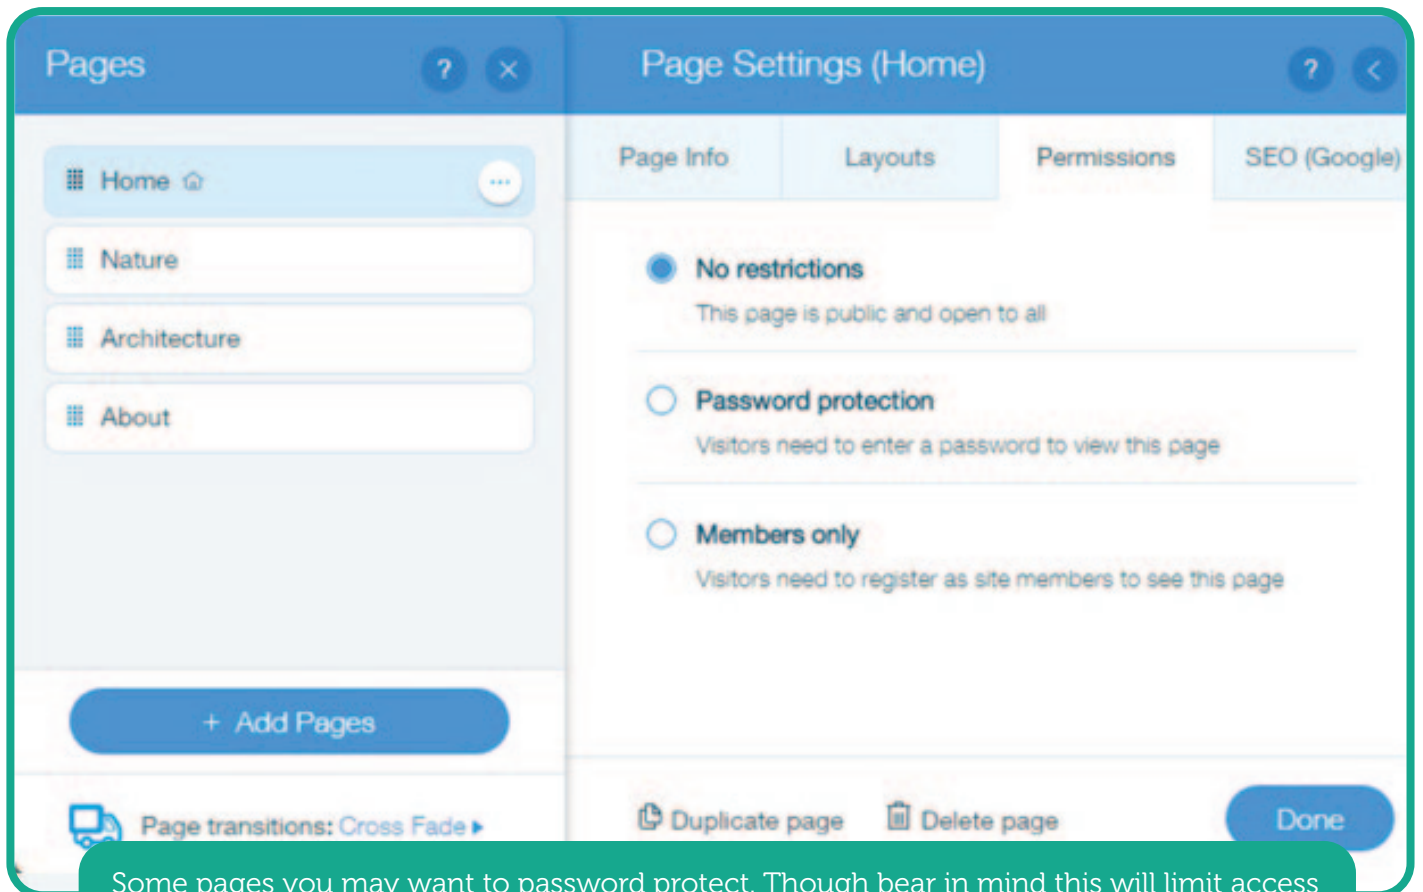 Pages
?
×
Home
...
Nature
Architecture
About
+ Add Pages
Page transitions: Cross Fade
Page Settings (Home)
?
<
Page Info
Layouts
Permissions
SEO (Google)
No restrictions
This page is public and open to all
Password protection
Visitors need to enter a password to view this page
Members only
Visitors need to register as site members to see this page
Duplicate page
Delete page
Done
Some pages you may want to password protect. Though bear in mind this will limit access